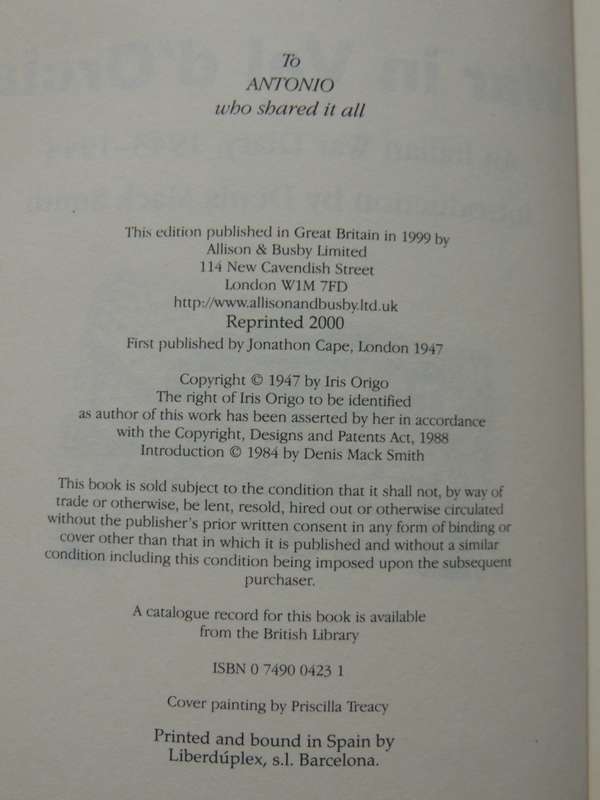 To
ANTONIO
who shared it all
This edition published in Great Britain in 1999 by
Allison & Busby Limited
114 New Cavendish Street
London W1M 7FD
http://www.allisonandbusby.ltd.uk
Reprinted 2000
First published by Jonathon Cape, London 1947
Copyright © 1947 by Iris Origo
The right of Iris Origo to be identified
as author of this work has been asserted by her in accordance
with the Copyright, Designs and Patents Act, 1988
Introduction © 1984 by Denis Mack Smith
This book is sold subject to the condition that it shall not, by way of
trade or otherwise, be lent, resold, hired out or otherwise circulated
without the publisher's prior written consent in any form of binding or
cover other than that in which it is published and without a similar
condition including this condition being imposed upon the subsequent
purchaser.
A catalogue record for this book is available
from the British Library
ISBN 0 7490 0423 1
Cover painting by Priscilla Treacy
Printed and bound in Spain by
Liberdúplex, s.l. Barcelona.